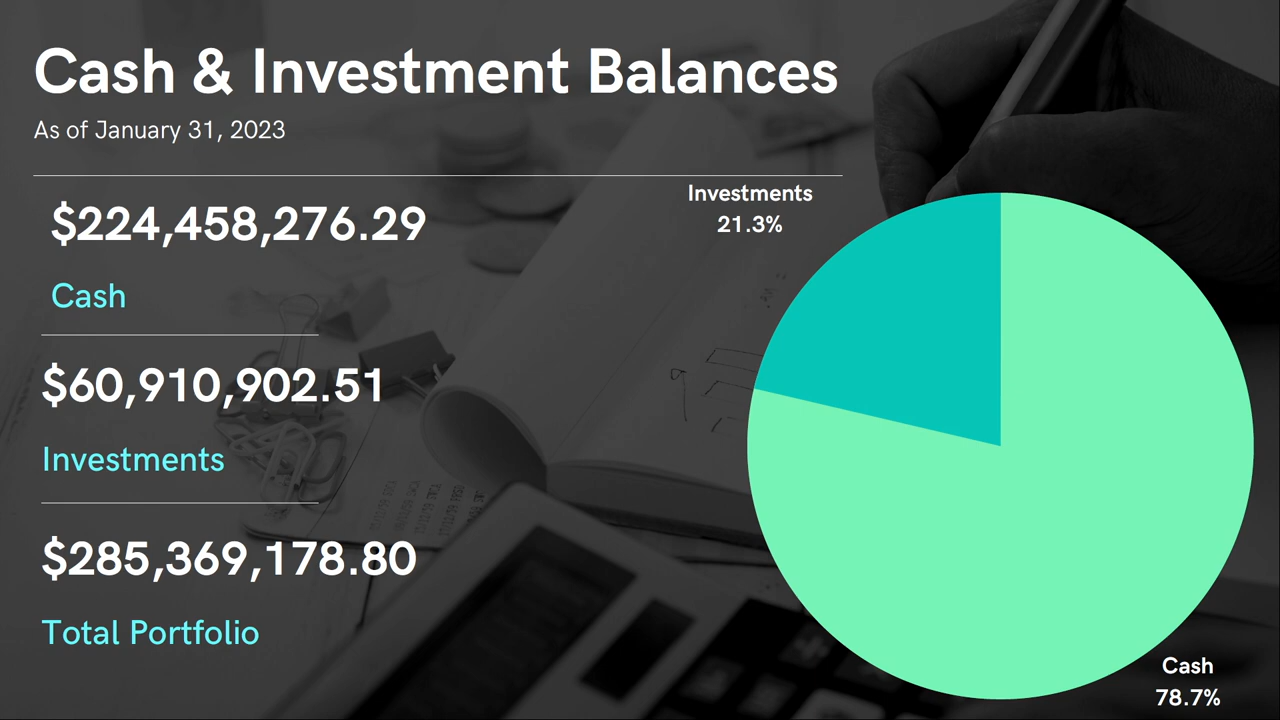 Cash & Investment Balances
As of January 31, 2023
$224,458,276.29
Cash
$60,910,902.51
Investments
$285,369,178.80
Total Portfolio
Investments
21.3%
Cash
78.7%